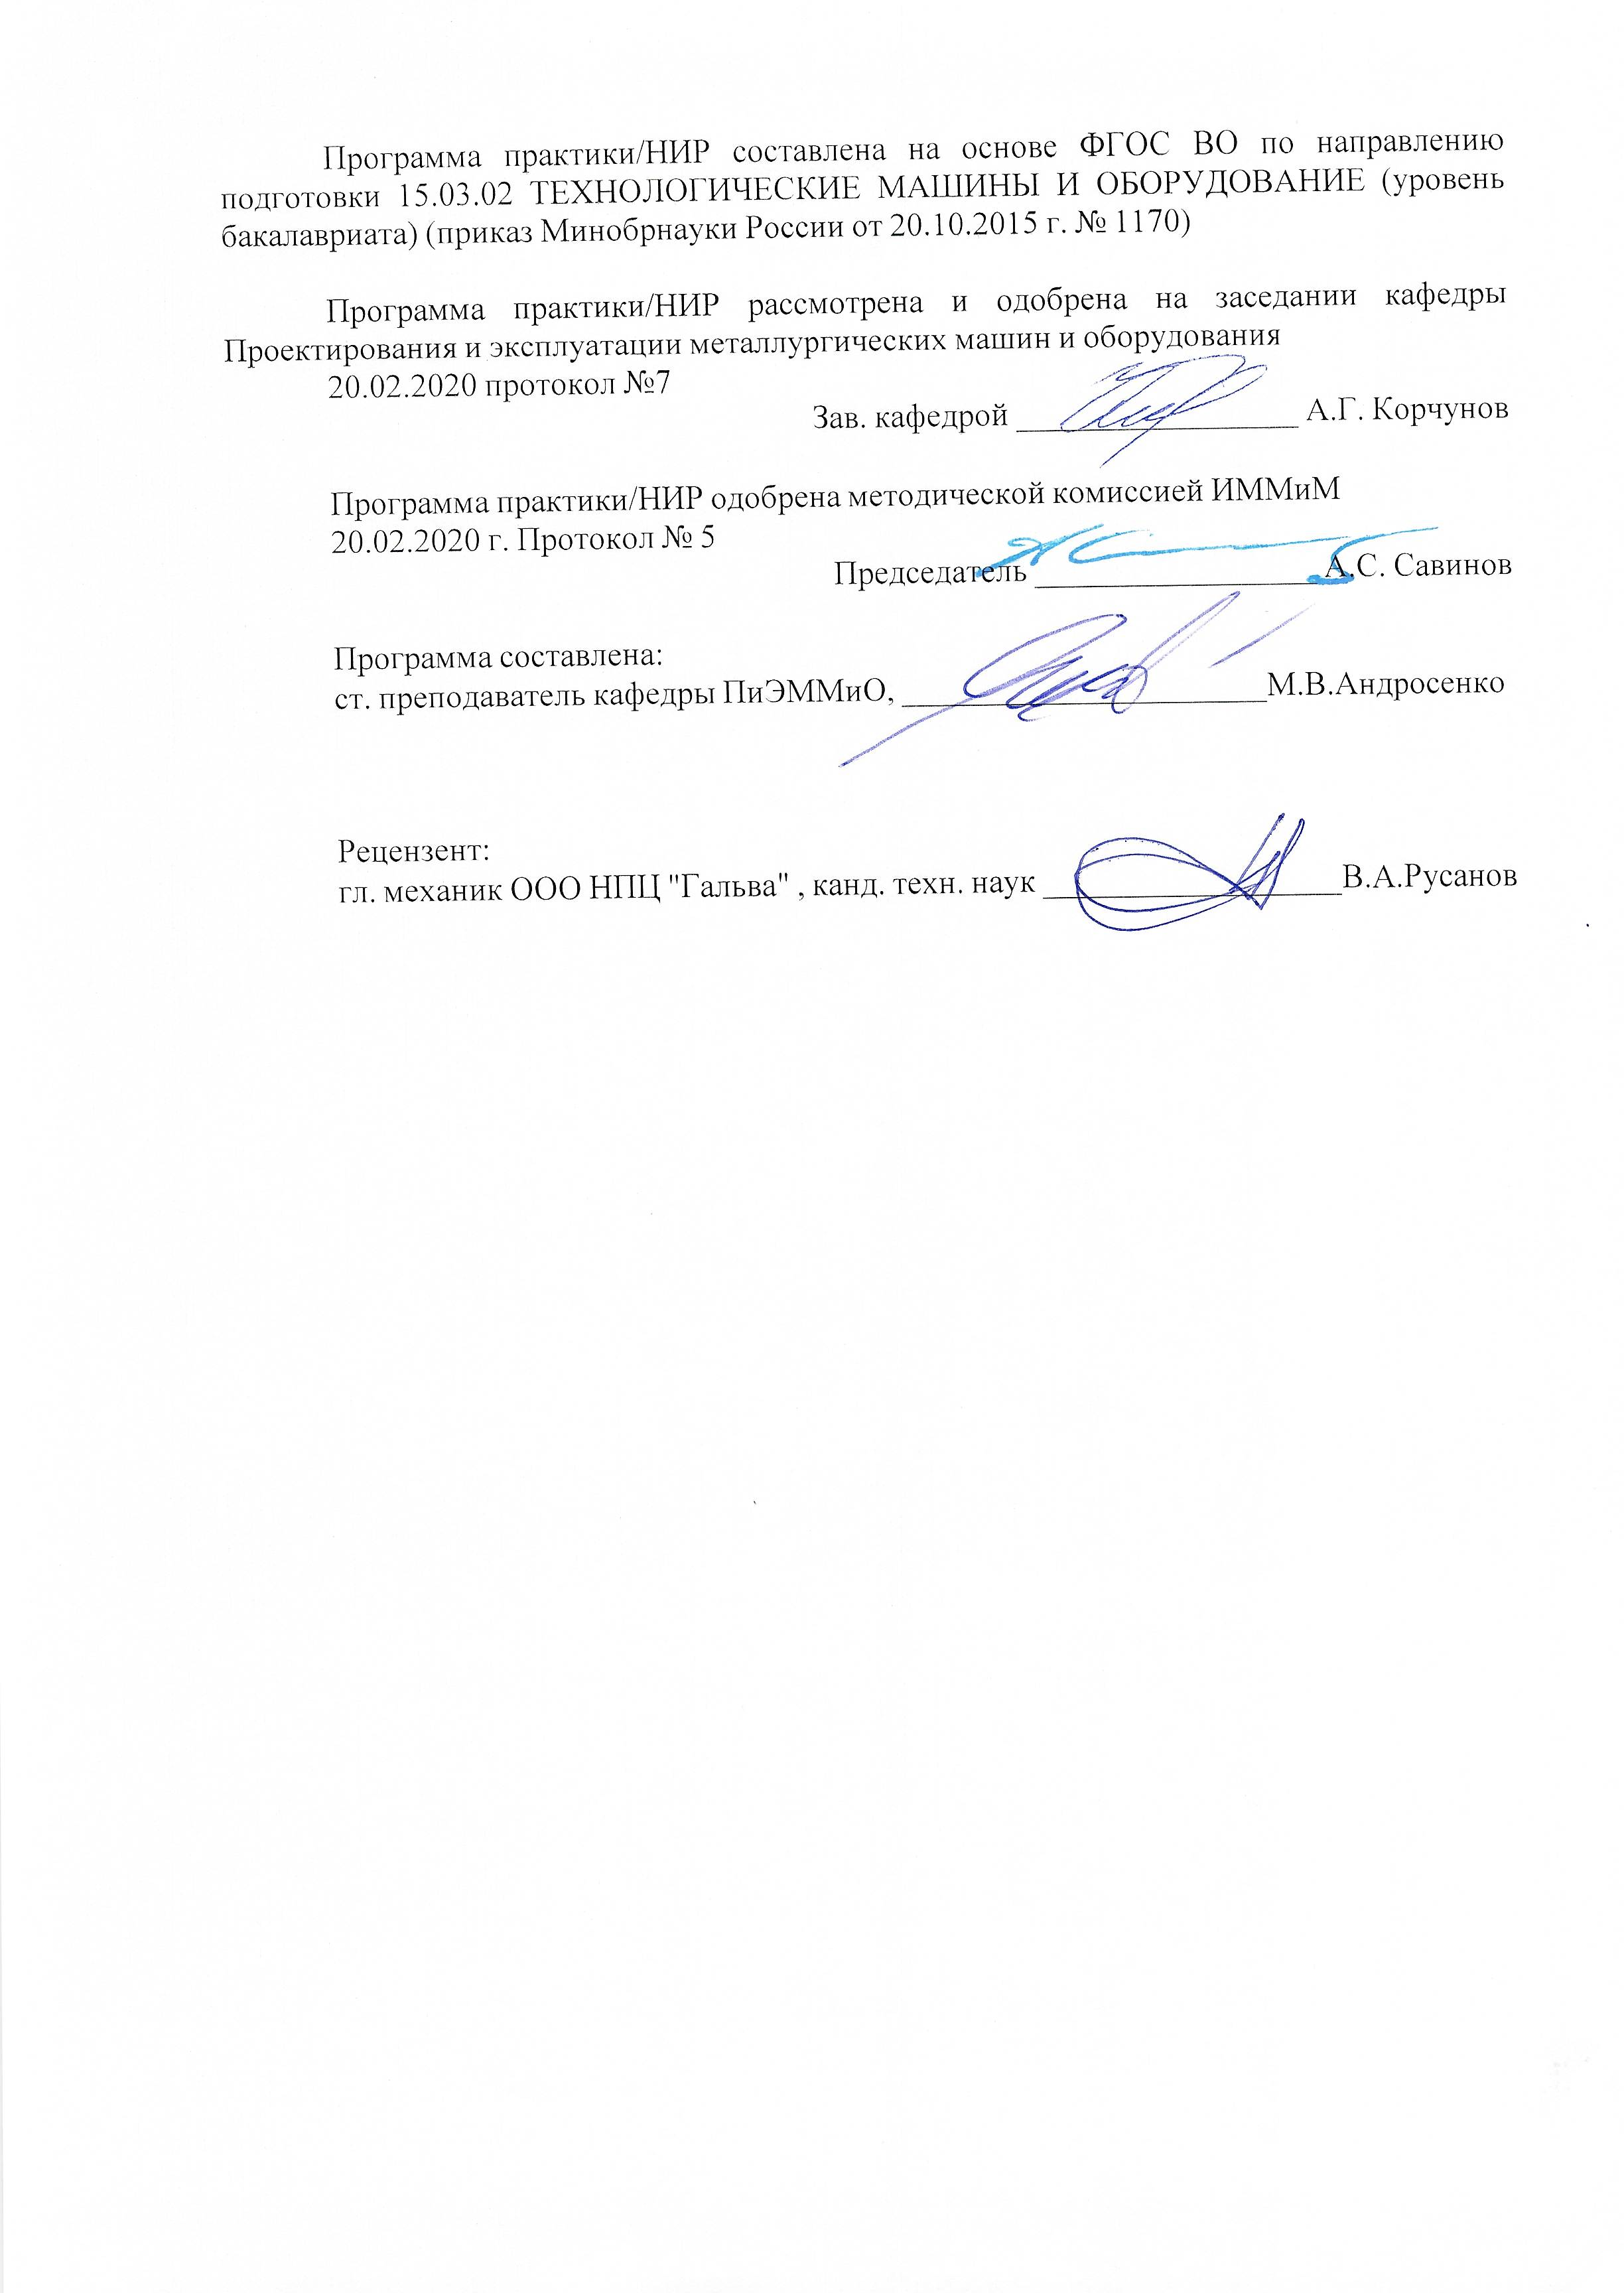 Программа практики/НИР составлена на основе ФГОС ВО по направлению
подготовки 15.03.02 ТЕХНОЛОГИЧЕСКИЕ МАШИНЫ И ОБОРУДОВАНИЕ (уровень
бакалавриата) (приказ Минобрнауки России от 20.10.2015 г. № 1170)
Программа практики/НИР рассмотрена и одобрена на заседании кафедры
Проектирования и эксплуатации металлургических машин и оборудования
20.02.2020 протокол №7
Зав. кафедрой ________________ А.Г. Корчунов
Программа практики/НИР одобрена методической комиссией ИММиМ
20.02.2020 г. Протокол № 5
Председатель ________________ А.С. Савинов
Программа составлена:
ст. преподаватель кафедры ПиЭММиО, ____________________М.В.Андросенко
Рецензент:
гл. механик ООО НПЦ "Гальва" , канд. техн. наук ________________В.А.Русанов